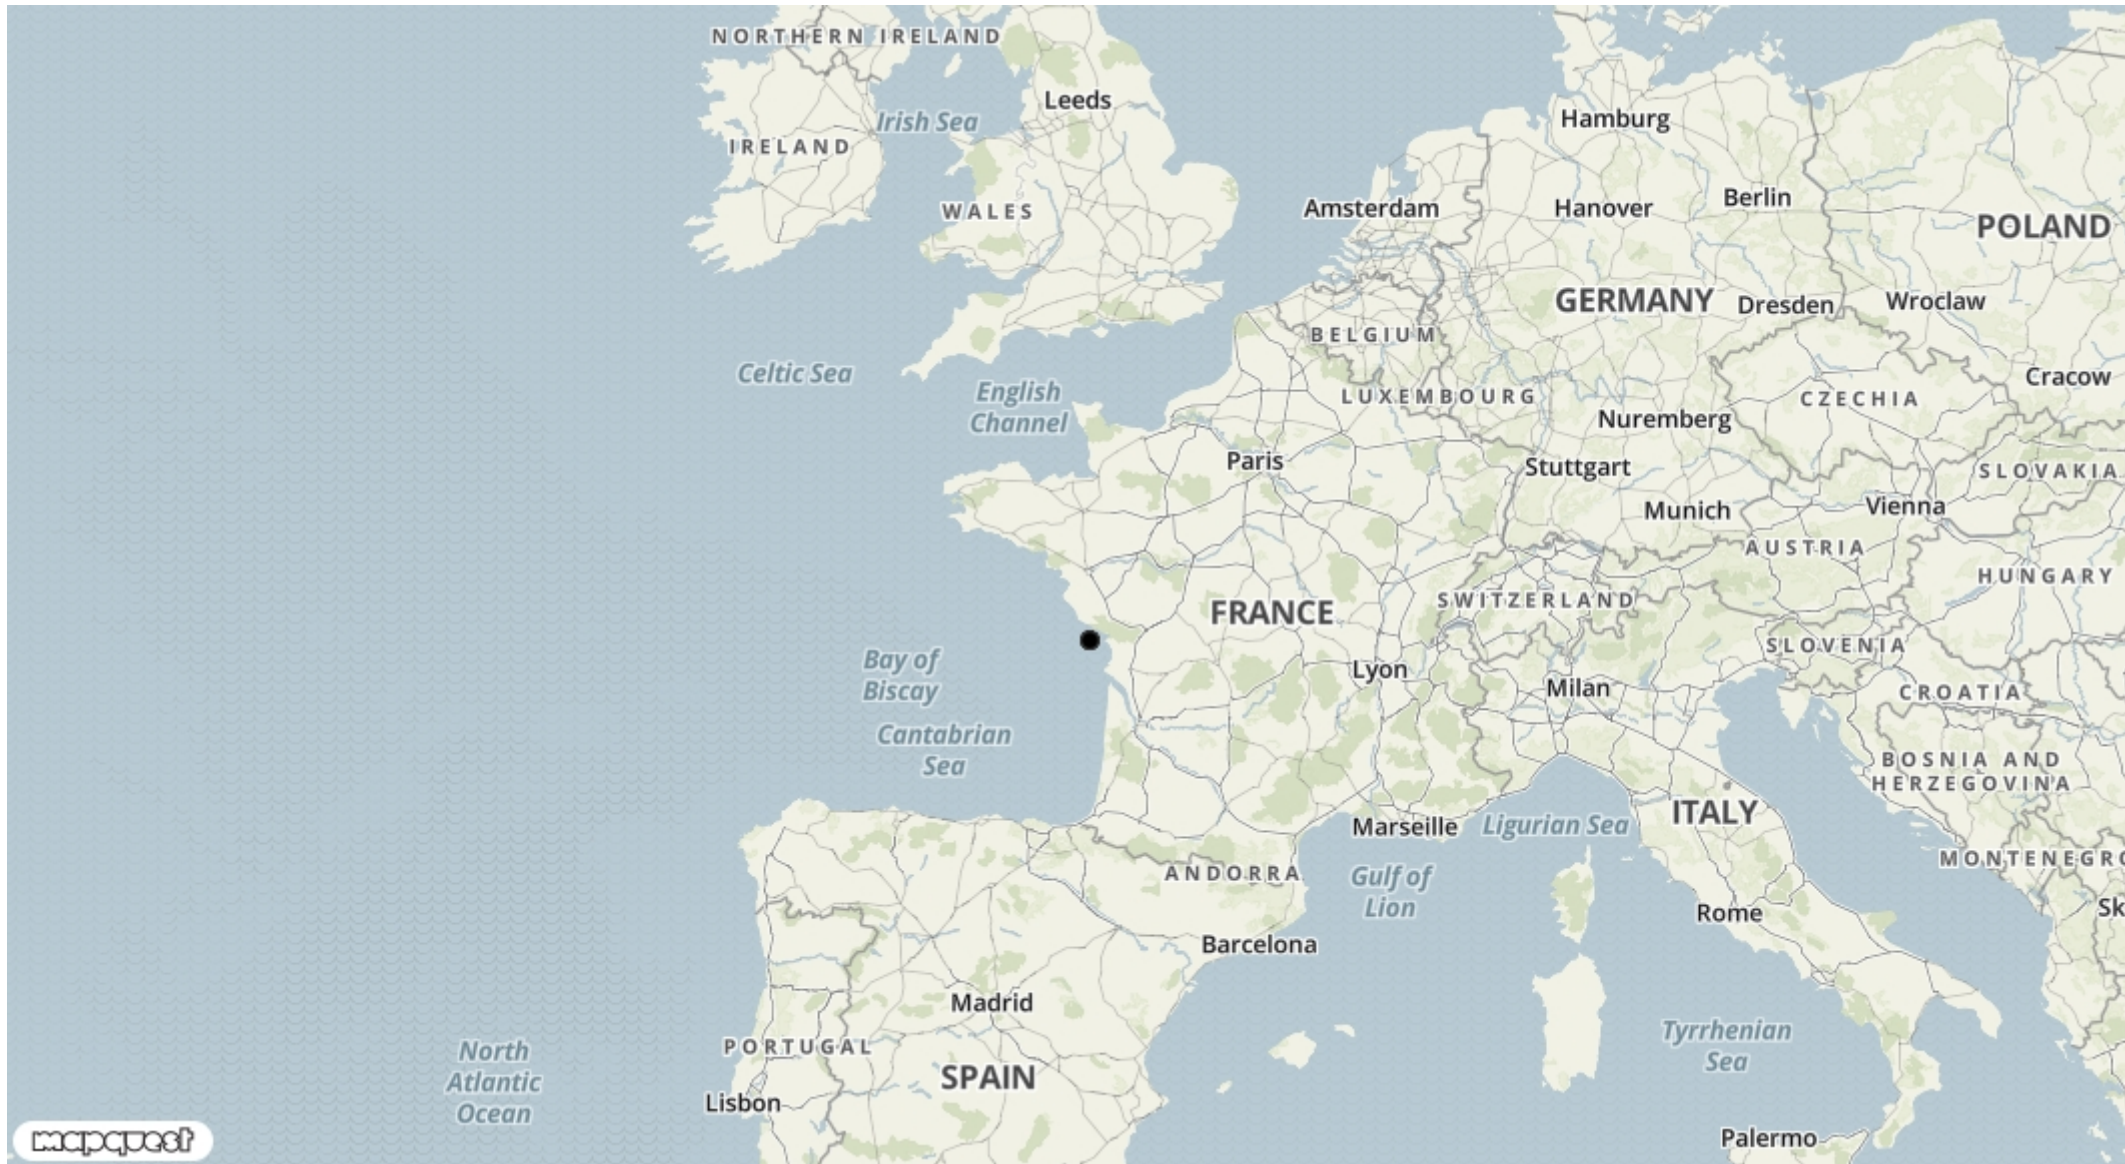 NORTHERN IRELAND
Leeds
Irish Sea
IRELAND
Hamburg
WALES
Amsterdam
Hanover
Berlin
POLAND
GERMANY
Dresden
Wroclaw
BELGIUM
Celtic Sea
English
Channel
LUXEMBOURG
Cracow
CZECHIA
Nuremberg
Paris
Stuttgart
SLOVAKIA
Munich
Vienna
AUSTRIA
HUNGARY
SWITZERLAND
FRANCE
SLOVENIA
Bay of
Biscay
Lyon
Milan
CROATIA
Cantabrian
Sea
BOSNIA AND
HERZEGOVINA
ITALY
Marseille
Ligurian Sea
MONTENEGRO
ANDORRA
Gulf of
Lion
Rome
Sk
Barcelona
Madrid
Tyrrhenian
Sea
PORTUGAL
North
Atlantic
Ocean
SPAIN
Lisbon
Palermo
mapquest